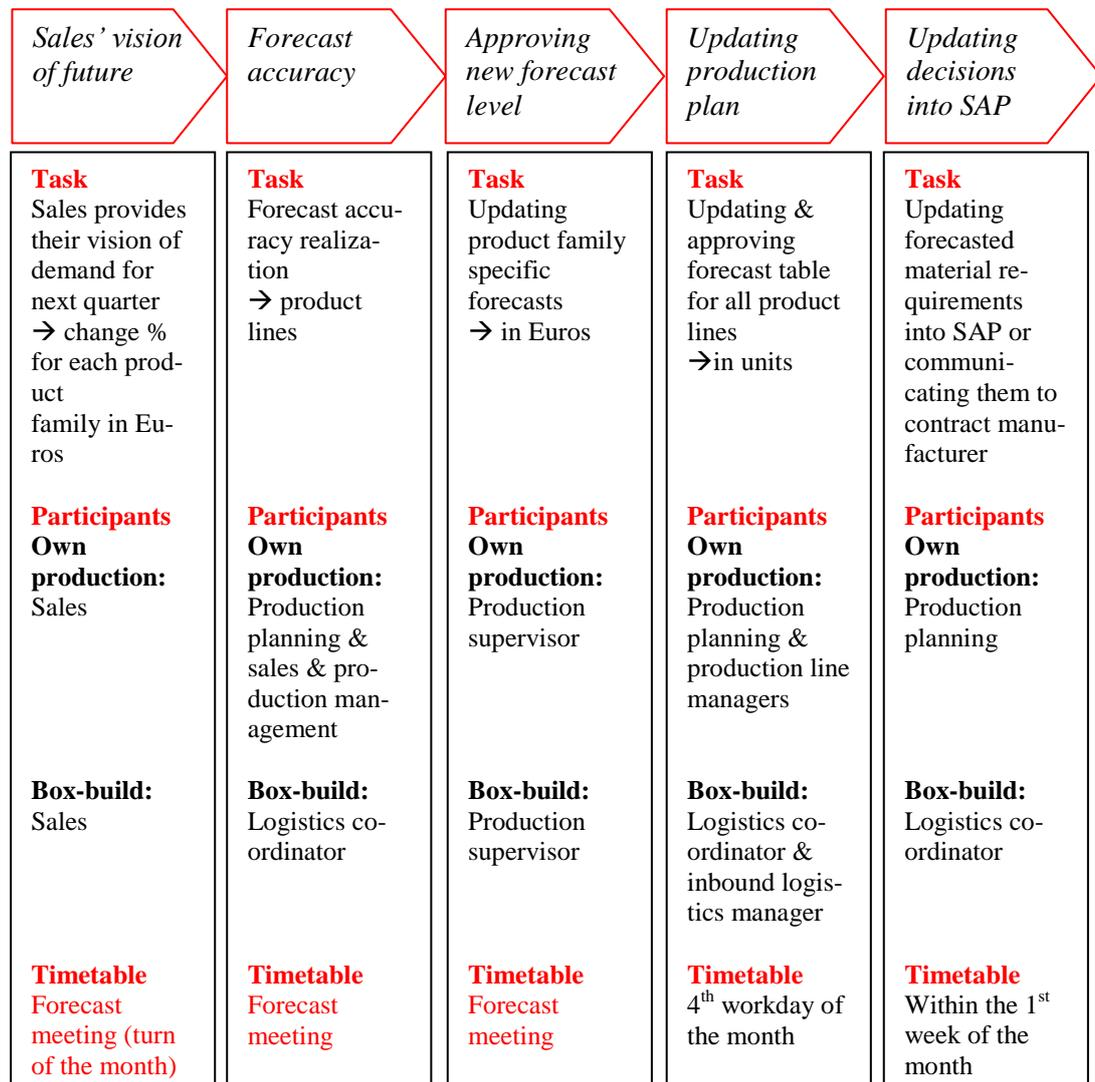 Sales’ vision
of future
Forecast
accuracy
Approving
new forecast
level
Updating
production
plan
Updating
decisions
into SAP
Task
Sales provides
their vision of
demand for
next quarter
→ change %
for each prod-
uct
family in Eu-
ros
Participants
Own
production:
Sales
Box-build:
Sales
Timetable
Forecast
meeting (turn
of the month)
Task
Forecast accu-
racy realiza-
tion
→ product
lines
Participants
Own
production:
Production
planning &
sales & pro-
duction man-
agement
Box-build:
Logistics co-
ordinator
Timetable
Forecast
meeting
Task
Updating
product family
specific
forecasts
→ in Euros
Participants
Own
production:
Production
supervisor
Box-build:
Production
supervisor
Timetable
Forecast
meeting
Task
Updating &
approving
forecast table
for all product
lines
→in units
Participants
Own
production:
Production
planning &
production line
managers
Box-build:
Logistics co-
ordinator &
inbound logis-
tics manager
Timetable
4th workday of
the month
Task
Updating
forecasted
material re-
quirements
into SAP or
communi-
cating them to
contract manu-
facturer
Participants
Own
production:
Production
planning
Box-build:
Logistics co-
ordinator
Timetable
Within the 1st
week of the
month